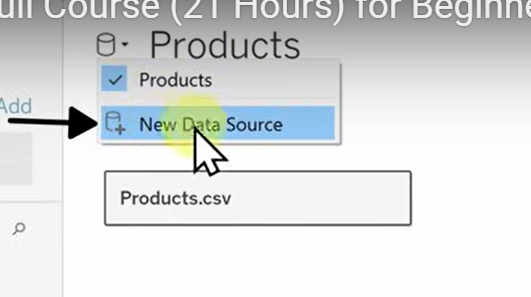 ull Course (21 Hours) for Beginne
Products
Products
Add
New Data Source
Products.csv